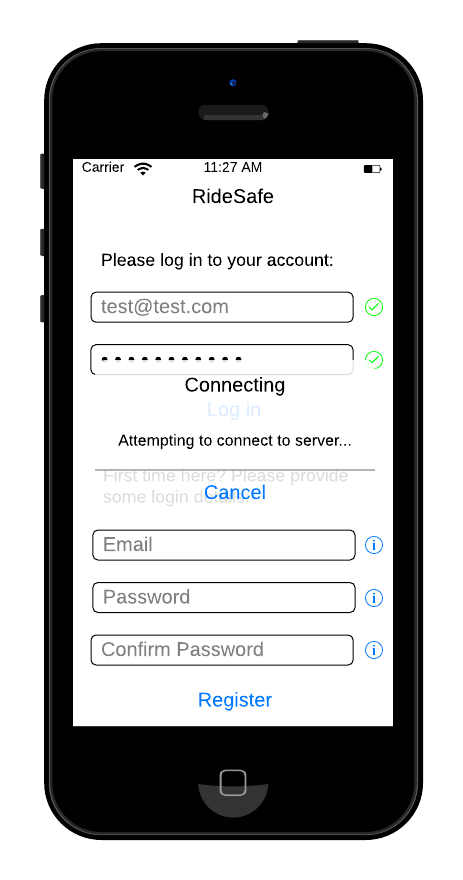 Carrier 11:27 AM
RideSafe
Please log in to your account:
test@test.com
Connecting
Log in
Attempting to connect to server...
First time here? Please provide
some login details:
Cancel
Email
Password
Confirm Password
Register